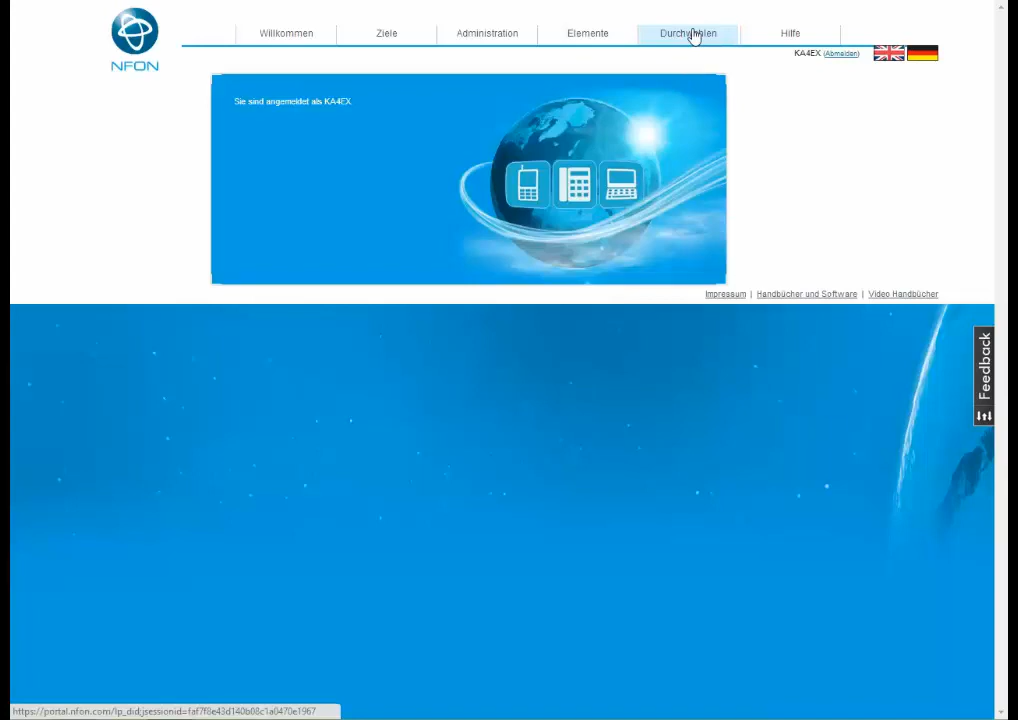 Willkommen
Ziele
Administration
Elemente
Durchwahlen
Hilfe
NFON
KA4EX (Abmelden)
Sie sind angemeldet als KA4EX.
Impressum | Handbücher und Software | Video Handbücher
Feedback
https://portal.nfon.com/lp_did;jsessionid=faf7f8e43d140b08c1a0470e1967